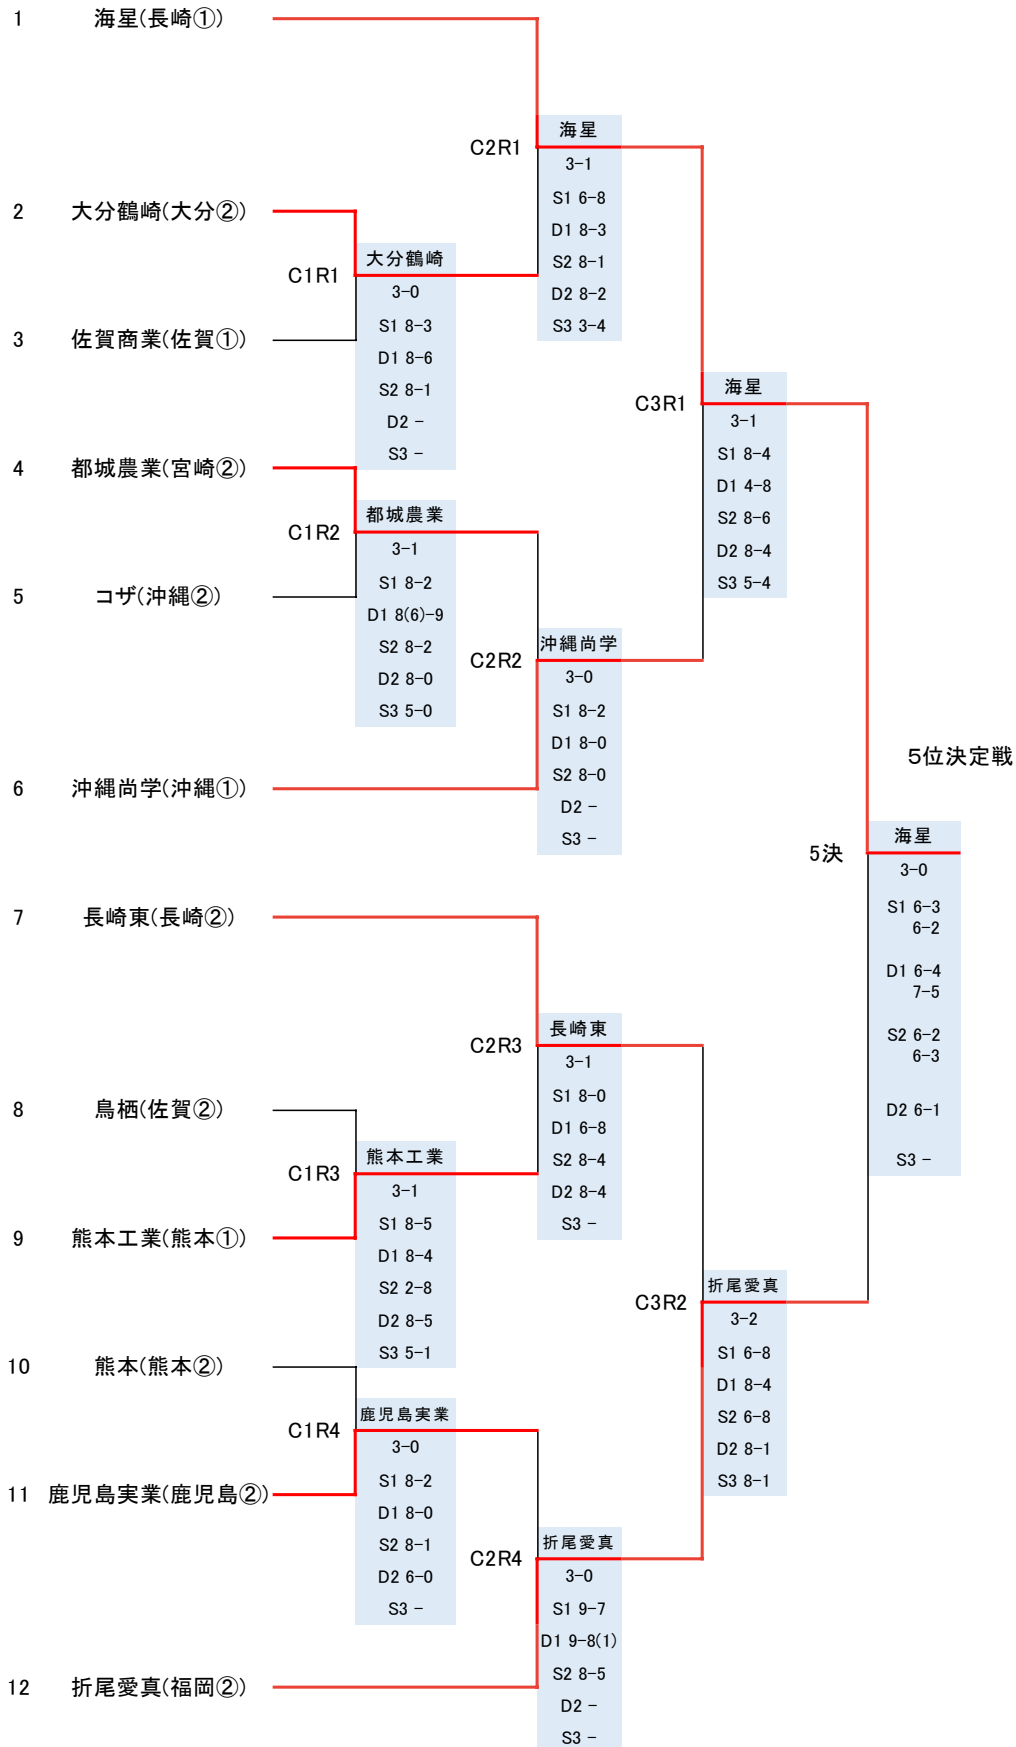 1 海星(長崎①)
海星
C2R1
3-1
S1 6-8
2 大分鶴崎(大分②)
D1 8-3
大分鶴崎
S2 8-1
C1R1
3-0
D2 8-2
S1 8-3
S3 3-4
3 佐賀商業(佐賀①)
D1 8-6
S2 8-1
海星
C3R1
D2 -
3-1
S3 -
S1 8-4
4 都城農業(宮崎②)
D1 4-8
都城農業
S2 8-6
C1R2
3-1
D2 8-4
S1 8-2
S3 5-4
5 コザ(沖縄②)
D1 8(6)-9
S2 8-2
沖縄尚学
C2R2
D2 8-0
3-0
S3 5-0
S1 8-2
D1 8-0
5位決定戦
S2 8-0
6 沖縄尚学(沖縄①)
D2 -
S3 -
海星
5決
3-0
S1 6-3
6-2
7 長崎東(長崎②)
D1 6-4
7-5
長崎東
S2 6-2
C2R3
6-3
3-1
S1 8-0
8 鳥栖(佐賀②)
D2 6-1
D1 6-8
熊本工業
S2 8-4
S3 -
C1R3
3-1
D2 8-4
S1 8-5
S3 -
9 熊本工業(熊本①)
D1 8-4
S2 2-8
折尾愛真
C3R2
D2 8-5
3-2
S3 5-1
S1 6-8
10 熊本(熊本②)
D1 8-4
鹿児島実業
S2 6-8
C1R4
3-0
D2 8-1
S1 8-2
S3 8-1
11 鹿児島実業(鹿児島②)
D1 8-0
S2 8-1
折尾愛真
C2R4
D2 6-0
3-0
S3 -
S1 9-7
D1 9-8(1)
S2 8-5
12 折尾愛真(福岡②)
D2 -
S3 -